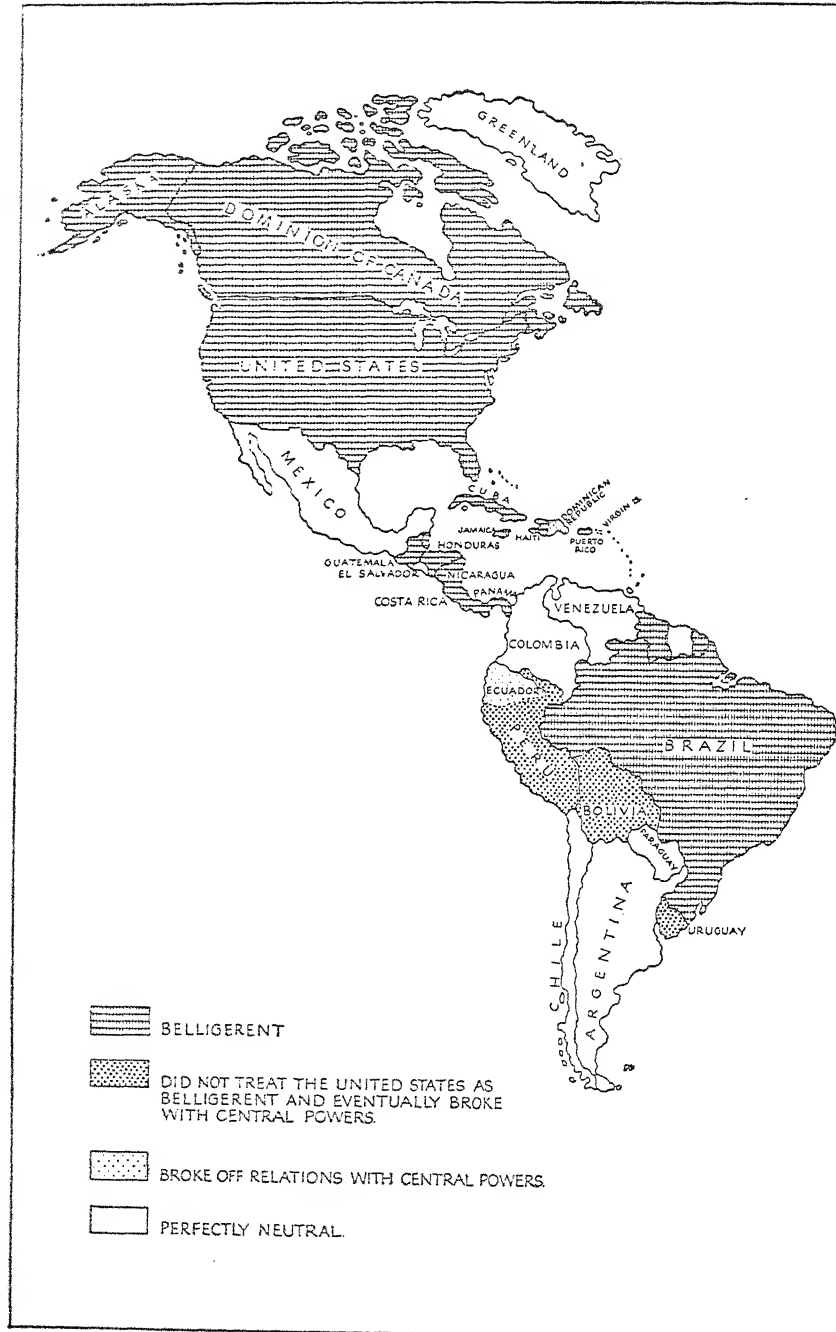 GREENLAND
ALASKA
DOMINION OF CANADA
UNITED STATES
MEXICO
CUBA
DOMINICAN
REPUBLIC
VIRGIN IS.
JAMAICA
HAITI
PUERTO
RICO
HONDURAS
GUATEMALA
EL SALVADOR
NICARAGUA
PANAMA
COSTA RICA
VENEZUELA
COLOMBIA
ECUADOR
PERU
BRAZIL
BOLIVIA
PARAGUAY
CHILE
ARGENTINA
URUGUAY
BELLIGERENT
DID NOT TREAT THE UNITED STATES AS
BELLIGERENT AND EVENTUALLY BROKE
WITH CENTRAL POWERS.
BROKE OFF RELATIONS WITH CENTRAL POWERS.
PERFECTLY NEUTRAL.